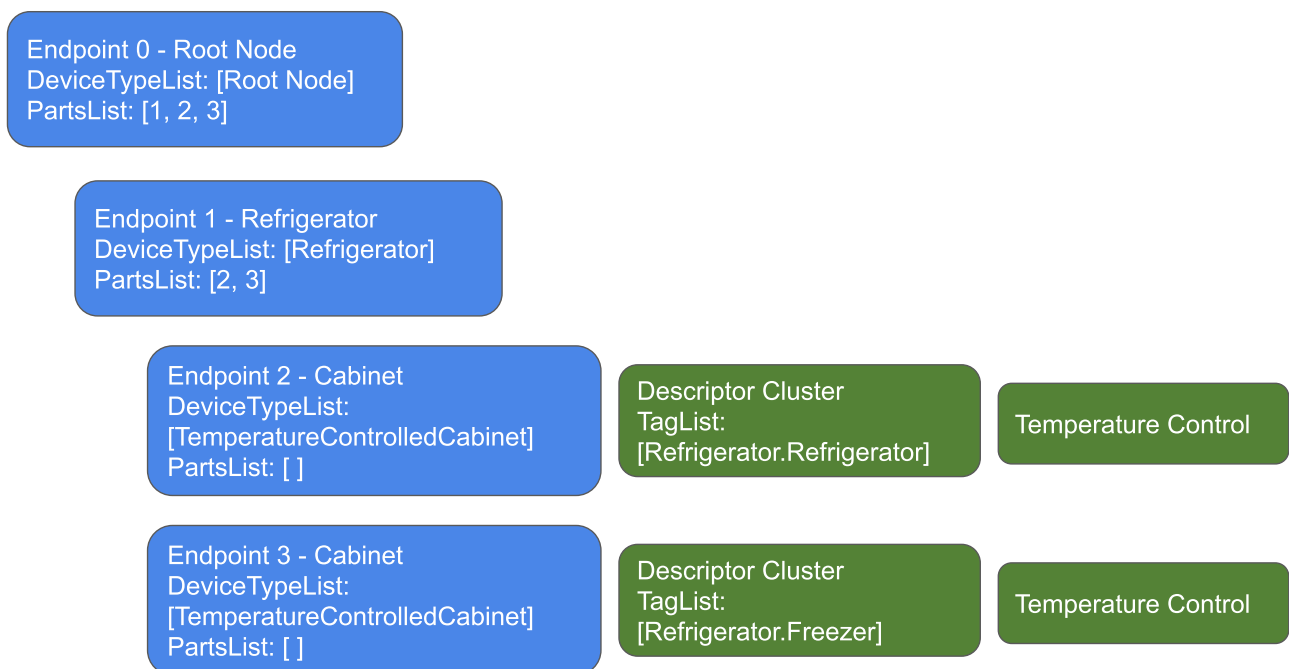 Endpoint 0 - Root Node
DeviceTypeList: [Root Node]
PartsList: [1, 2, 3]
Endpoint 1 - Refrigerator
DeviceTypeList: [Refrigerator]
PartsList: [2, 3]
Endpoint 2 - Cabinet
DeviceTypeList:
[TemperatureControlledCabinet]
PartsList: [ ]
Descriptor Cluster
TagList:
[Refrigerator.Refrigerator]
Temperature Control
Endpoint 3 - Cabinet
DeviceTypeList:
[TemperatureControlledCabinet]
PartsList: [ ]
Descriptor Cluster
TagList:
[Refrigerator.Freezer]
Temperature Control